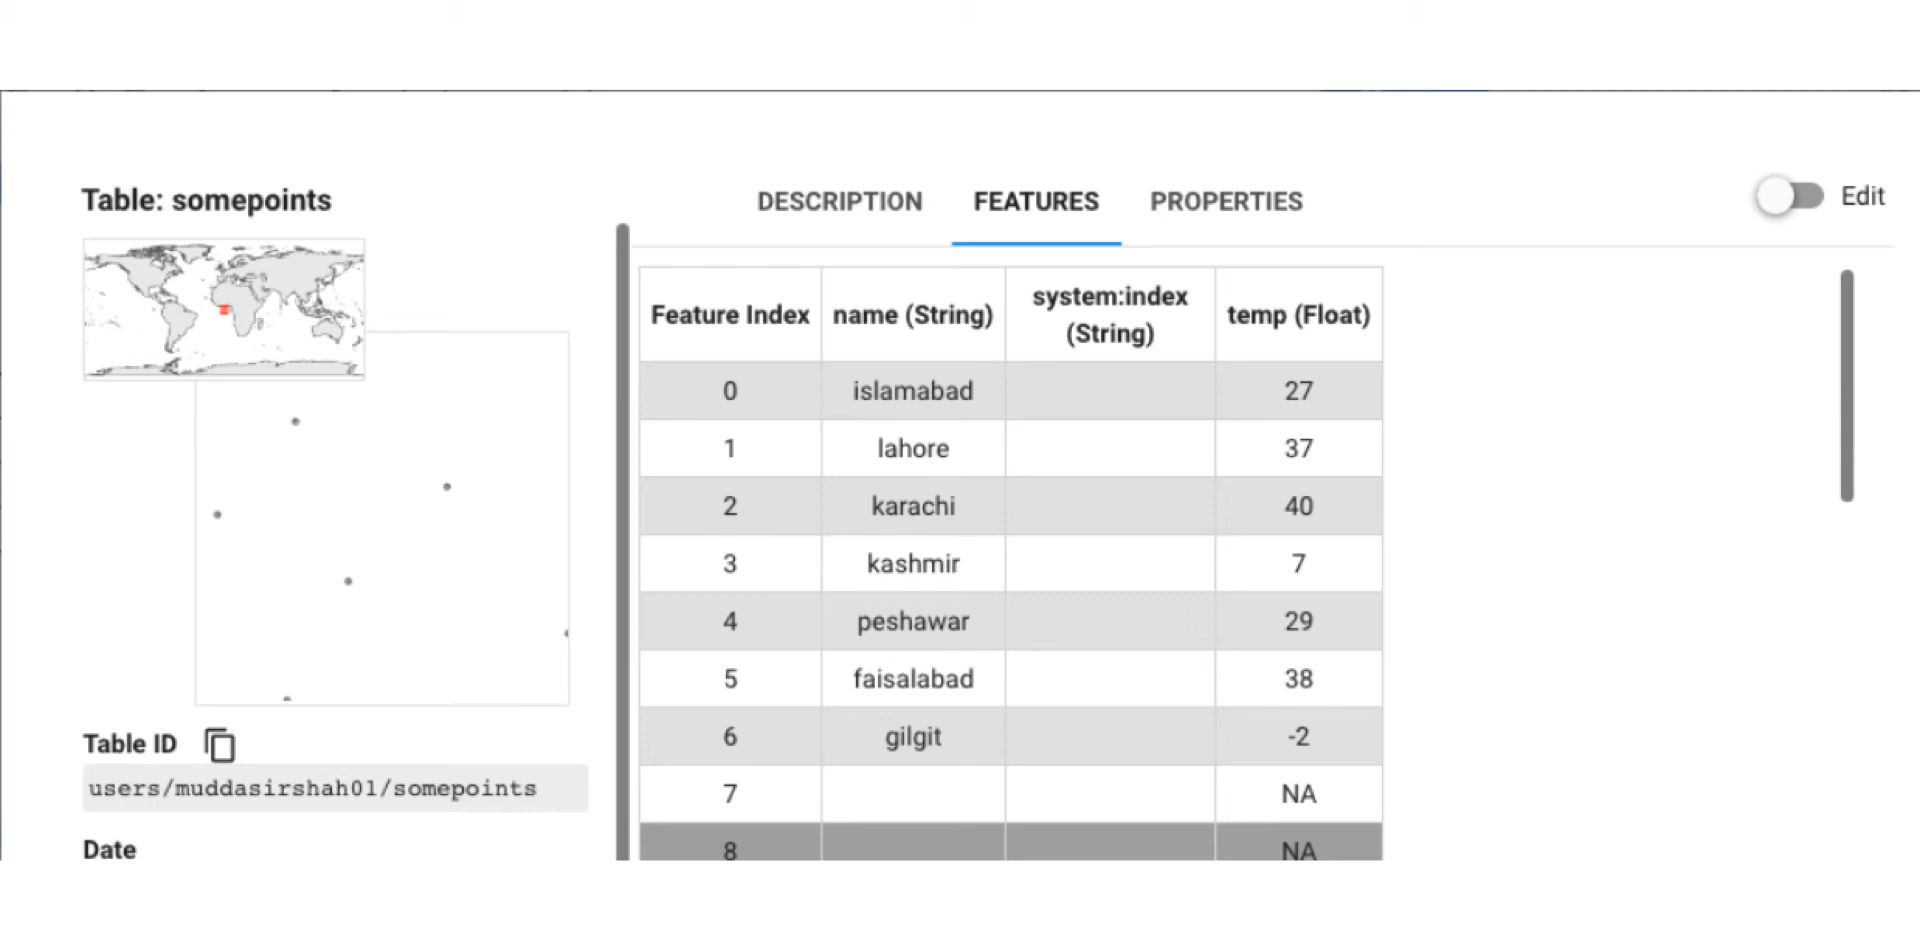 Table: somepoints
DESCRIPTION FEATURES PROPERTIES
Edit
Feature Index name (String) system:index (String) temp (Float)
0 islamabad 27
1 lahore 37
2 karachi 40
3 kashmir 7
4 peshawar 29
5 faisalabad 38
6 gilgit -2
7 NA
8 NA
Table ID
users/muddasirshah01/somepoints
Date